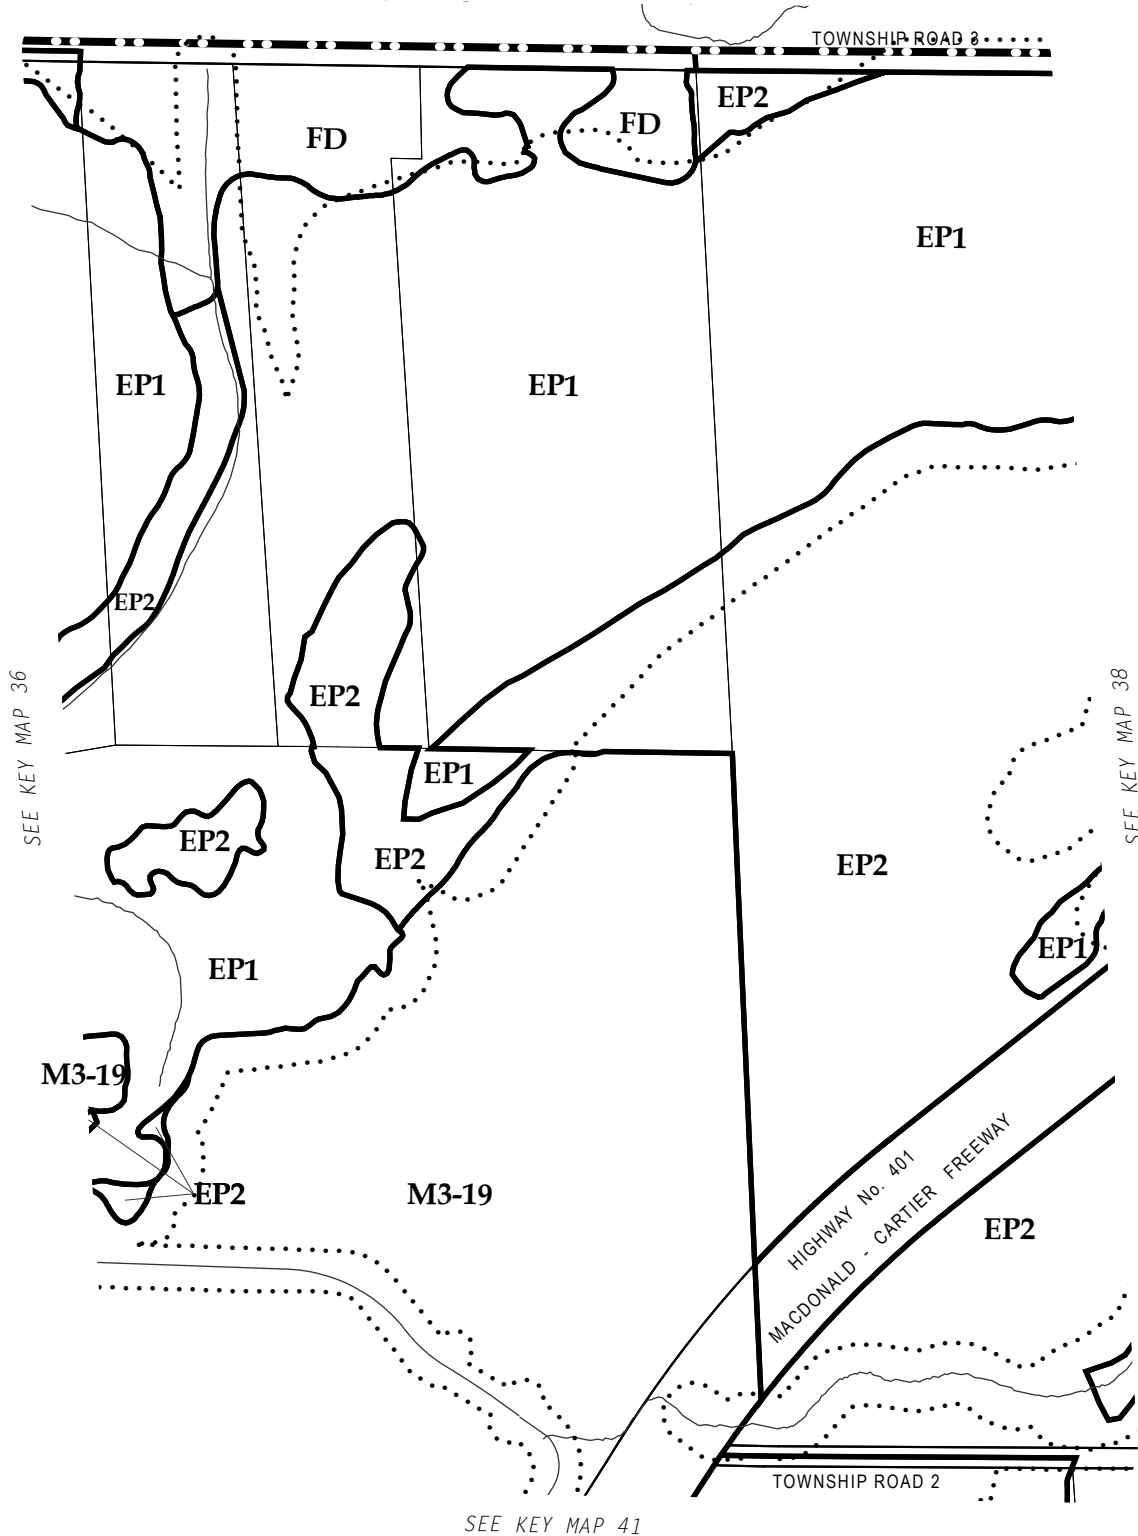 TOWNSHIP ROAD 3
EP2
FD
FD
EP1
EP1
EP1
EP2
SEE KEY MAP 36
SEE KEY MAP 38
EP2
EP1
EP2
EP2
EP2
EP1
EP1
M3-19
EP2
M3-19
HIGHWAY No. 401
MACDONALD - CARTIER FREEWAY
EP2
TOWNSHIP ROAD 2
SEE KEY MAP 41